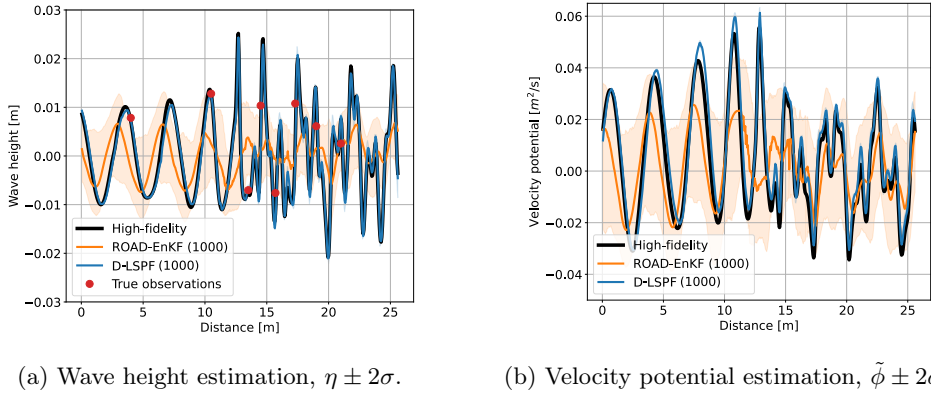 0.03
0.02
0.01
0.00
−0.01
−0.02
−0.03
Wave height [m]
High-fidelity
ROAD-EnKF (1000)
D-LSPF (1000)
True observations
0 5 10 15 20 25
Distance [m]
(a) Wave height estimation, η ± 2σ.
0.06
0.04
0.02
0.00
−0.02
−0.04
Velocity potential [m²/s]
High-fidelity
ROAD-EnKF (1000)
D-LSPF (1000)
0 5 10 15 20 25
Distance [m]
(b) Velocity potential estimation, φ̃ ± 2